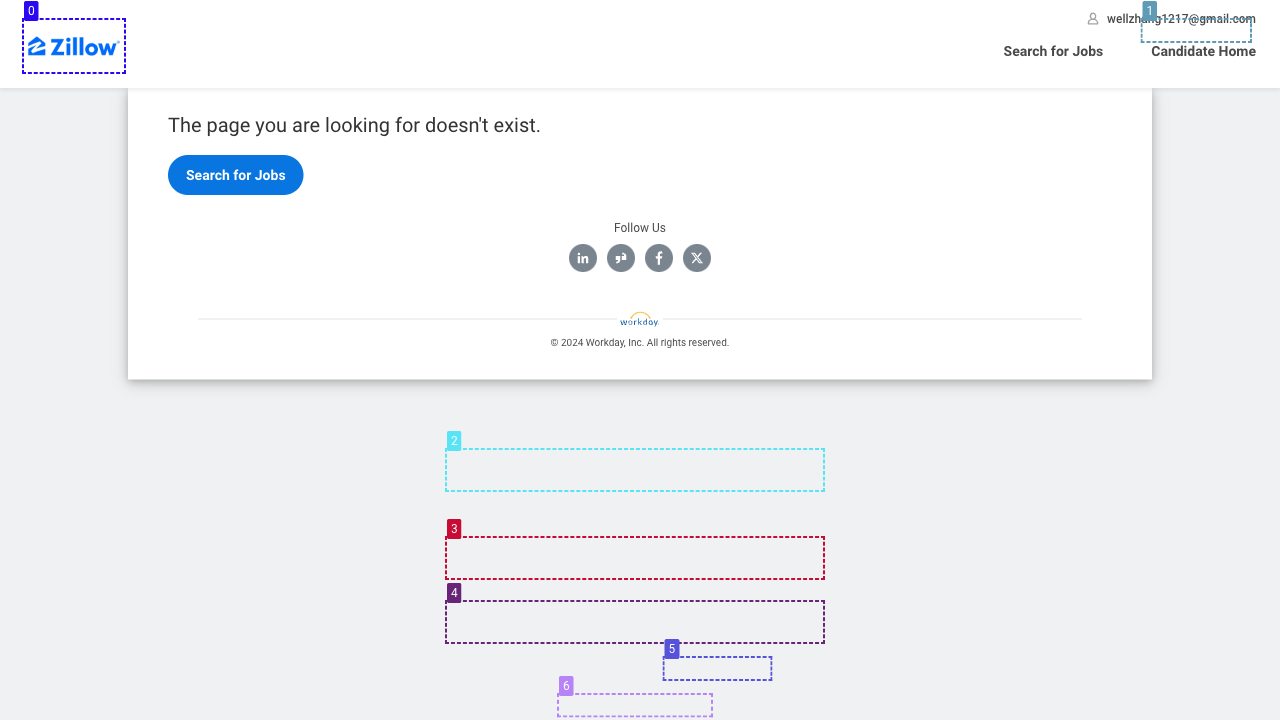 0
1
Zillow
wellzhang1217@gmail.com
Search for Jobs
Candidate Home
The page you are looking for doesn't exist.
Search for Jobs
Follow Us
workday.
© 2024 Workday, Inc. All rights reserved.
2
3
4
5
6